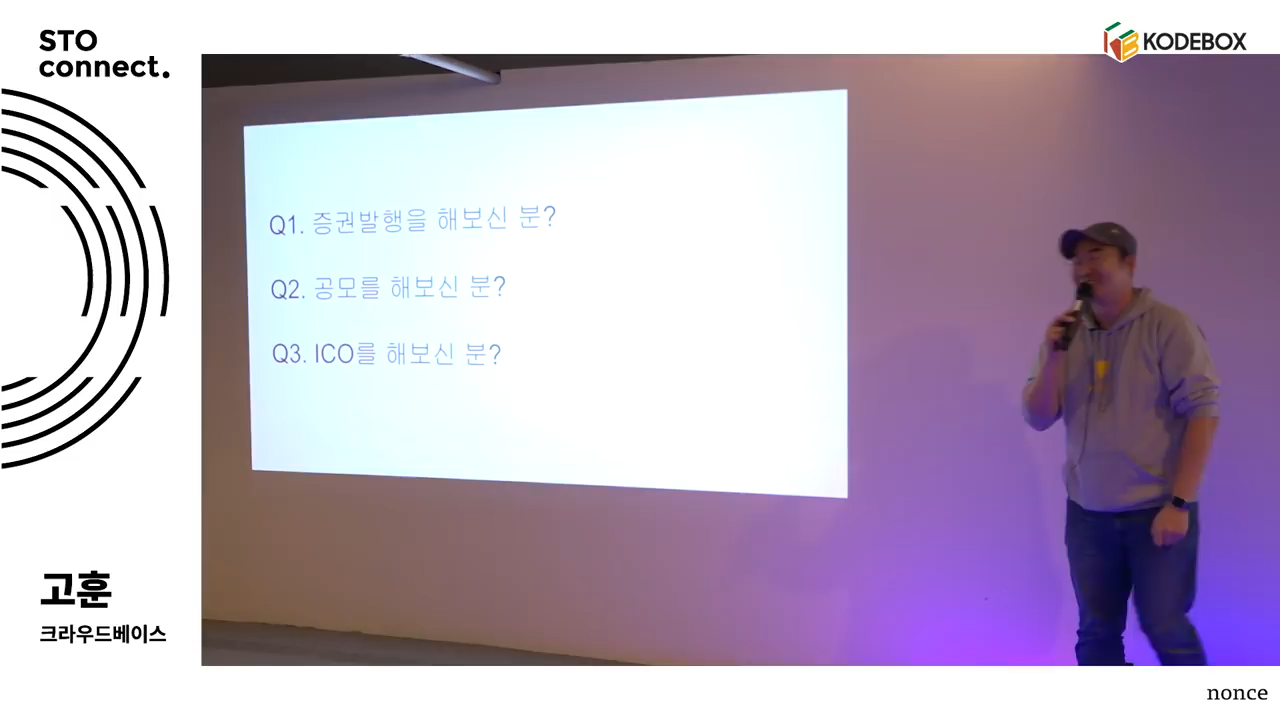 STO
connect.
KODEBOX
Q1. 증권발행을 해보신 분?
Q2. 공모를 해보신 분?
Q3. ICO를 해보신 분?
고훈
크라우드베이스
nonce